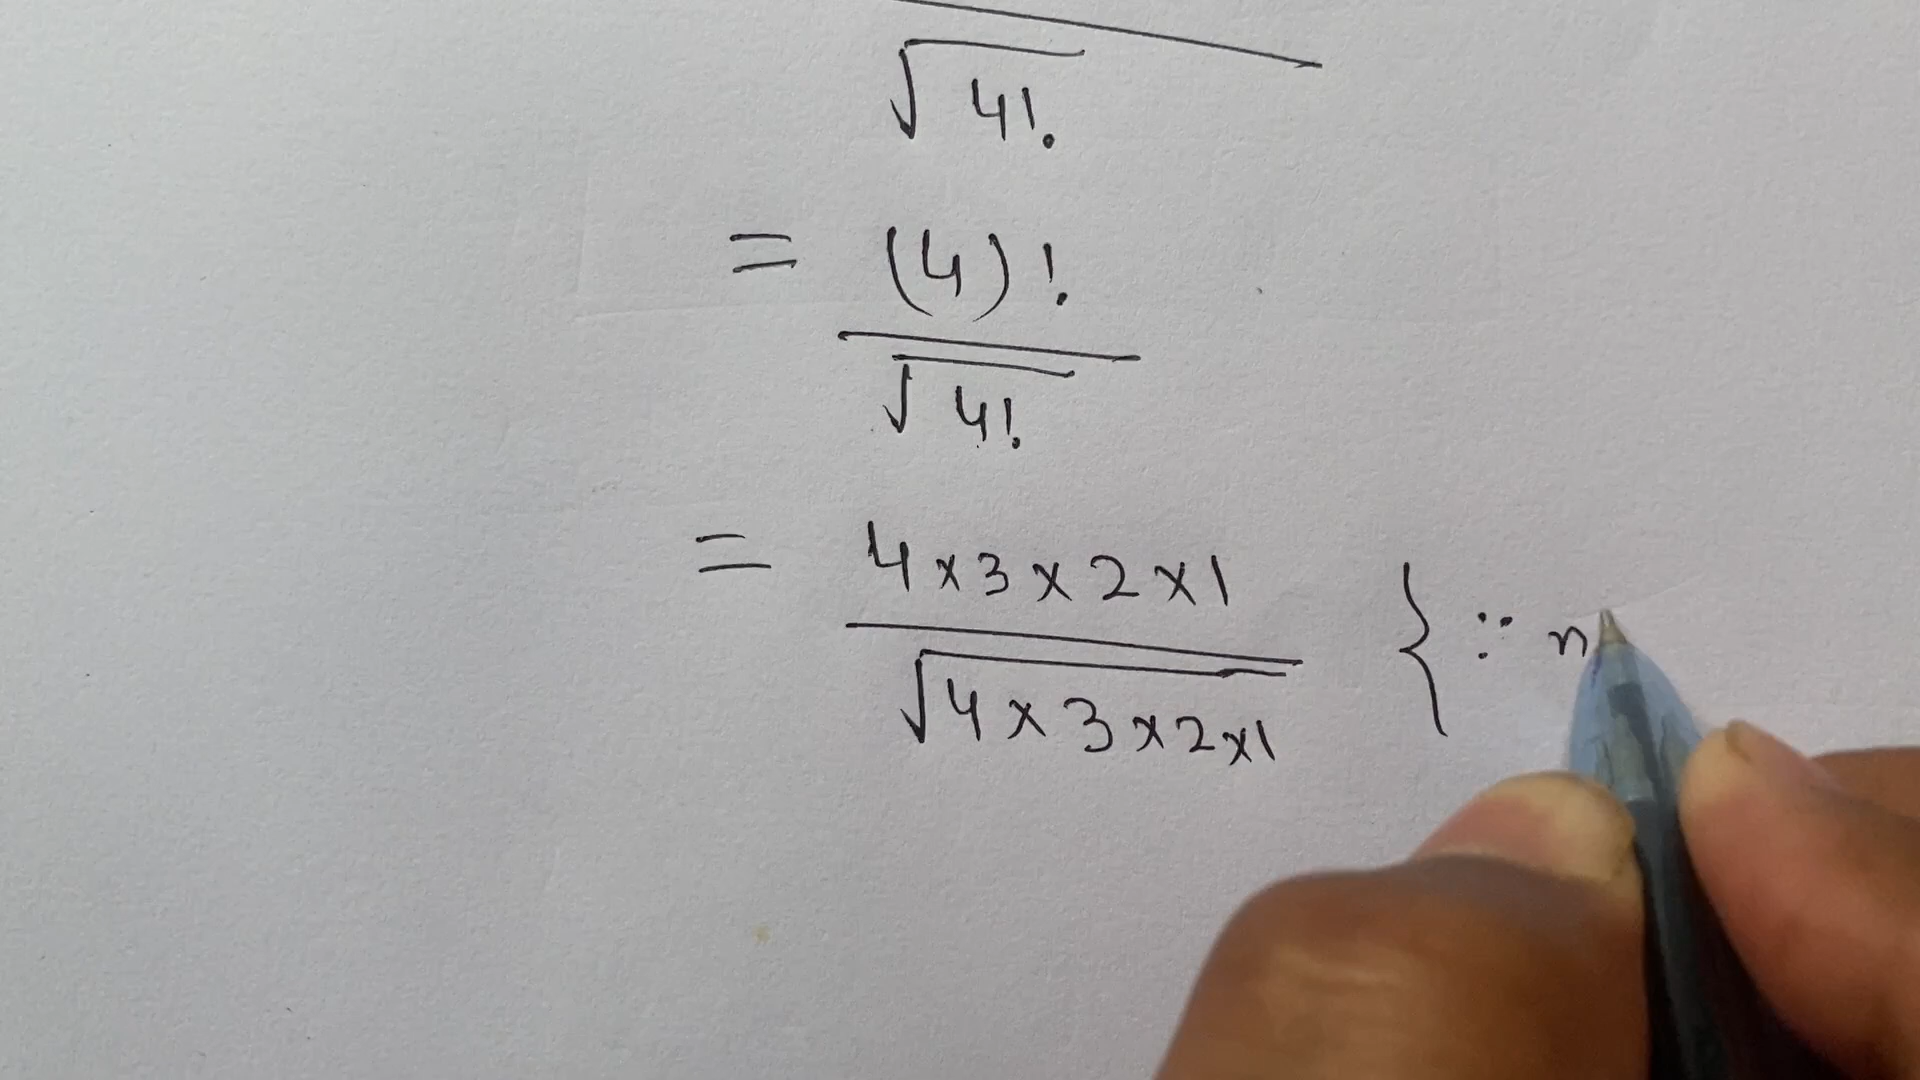 √4!
= (4)!
√4!
= 4×3×2×1
√4×3×2×1 { ∵ n